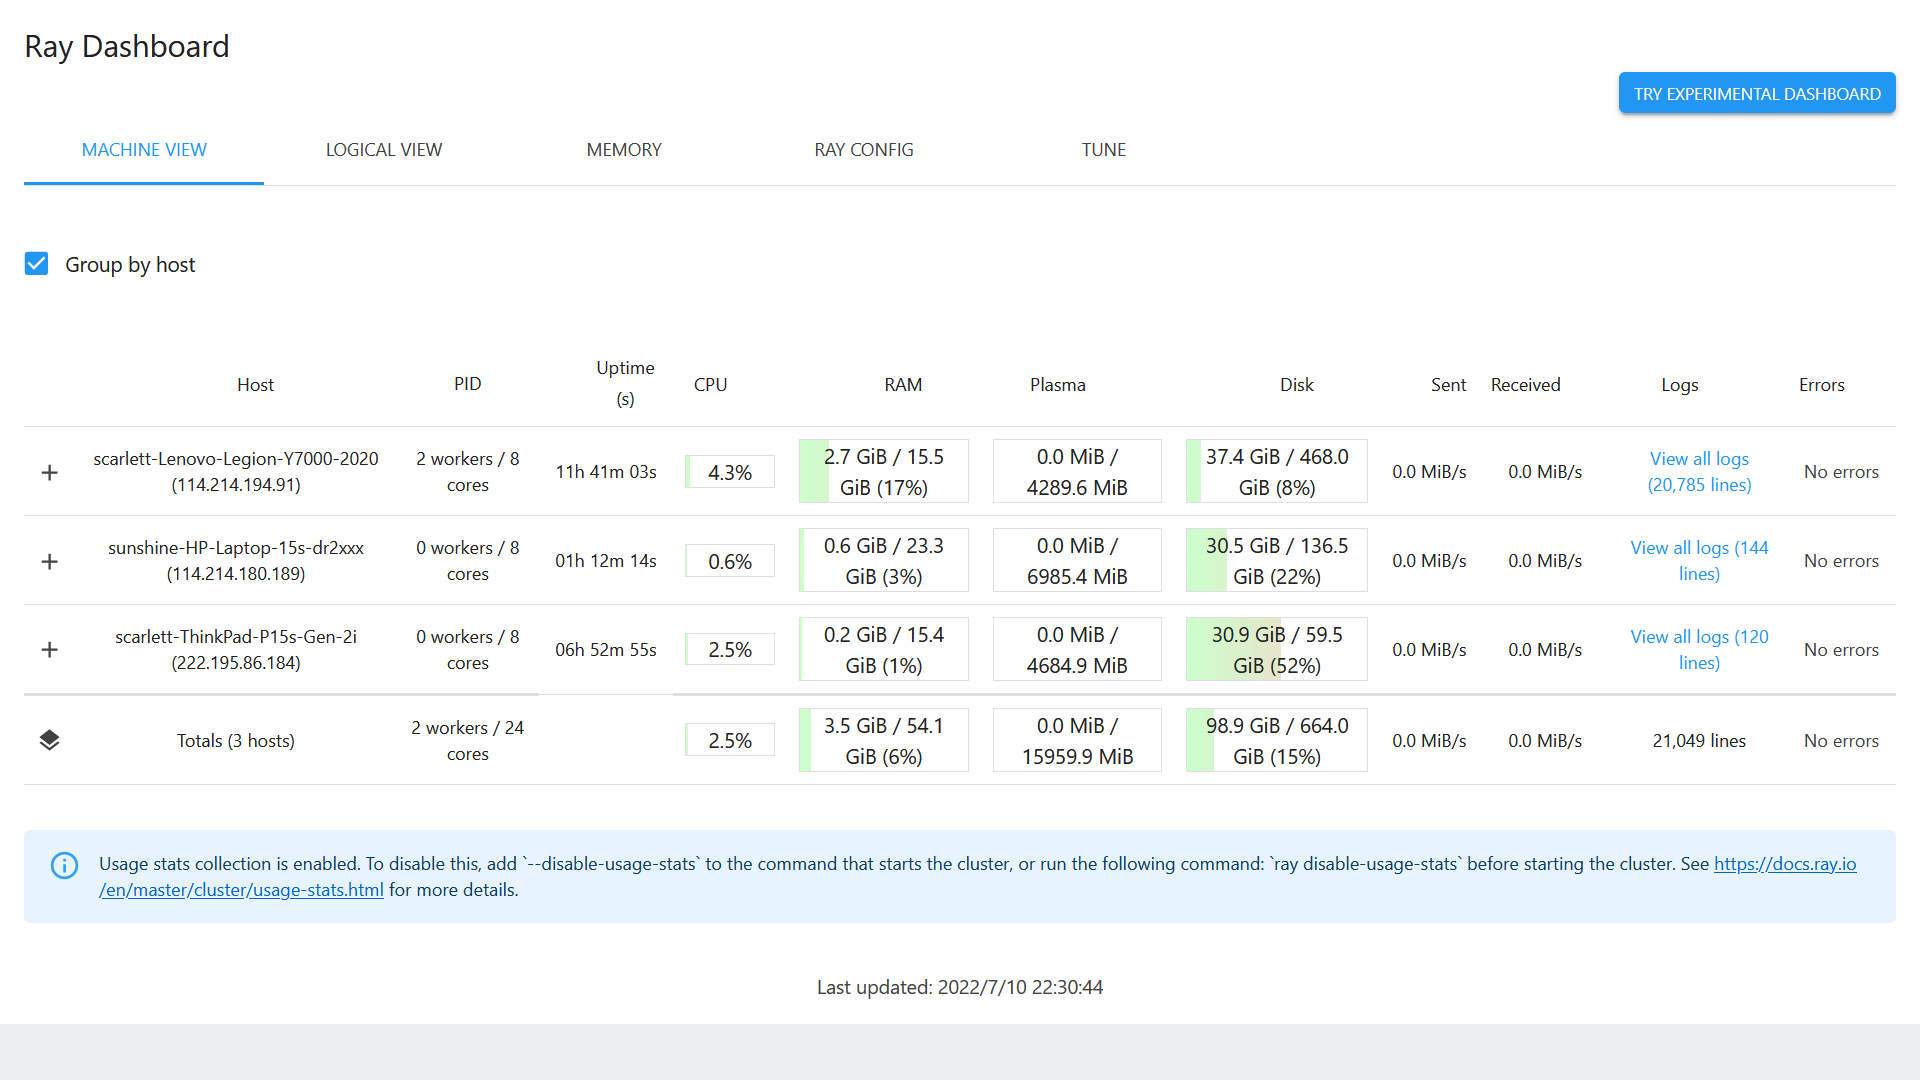 Ray Dashboard
TRY EXPERIMENTAL DASHBOARD
MACHINE VIEW LOGICAL VIEW MEMORY RAY CONFIG TUNE
Group by host
Host PID Uptime (s) CPU RAM Plasma Disk Sent Received Logs Errors
scarlett-Lenovo-Legion-Y7000-2020 (114.214.194.91) 2 workers / 8 cores 11h 41m 03s 4.3% 2.7 GiB / 15.5 GiB (17%) 0.0 MiB / 4289.6 MiB 37.4 GiB / 468.0 GiB (8%) 0.0 MiB/s 0.0 MiB/s View all logs (20,785 lines) No errors
sunshine-HP-Laptop-15s-dr2xxx (114.214.180.189) 0 workers / 8 cores 01h 12m 14s 0.6% 0.6 GiB / 23.3 GiB (3%) 0.0 MiB / 6985.4 MiB 30.5 GiB / 136.5 GiB (22%) 0.0 MiB/s 0.0 MiB/s View all logs (144 lines) No errors
scarlett-ThinkPad-P15s-Gen-2i (222.195.86.184) 0 workers / 8 cores 06h 52m 55s 2.5% 0.2 GiB / 15.4 GiB (1%) 0.0 MiB / 4684.9 MiB 30.9 GiB / 59.5 GiB (52%) 0.0 MiB/s 0.0 MiB/s View all logs (120 lines) No errors
Totals (3 hosts) 2 workers / 24 cores 2.5% 3.5 GiB / 54.1 GiB (6%) 0.0 MiB / 15959.9 MiB 98.9 GiB / 664.0 GiB (15%) 0.0 MiB/s 0.0 MiB/s 21,049 lines No errors
Usage stats collection is enabled. To disable this, add `--disable-usage-stats` to the command that starts the cluster, or run the following command: `ray disable-usage-stats` before starting the cluster. See https://docs.ray.io
/en/master/cluster/usage-stats.html for more details.
Last updated: 2022/7/10 22:30:44